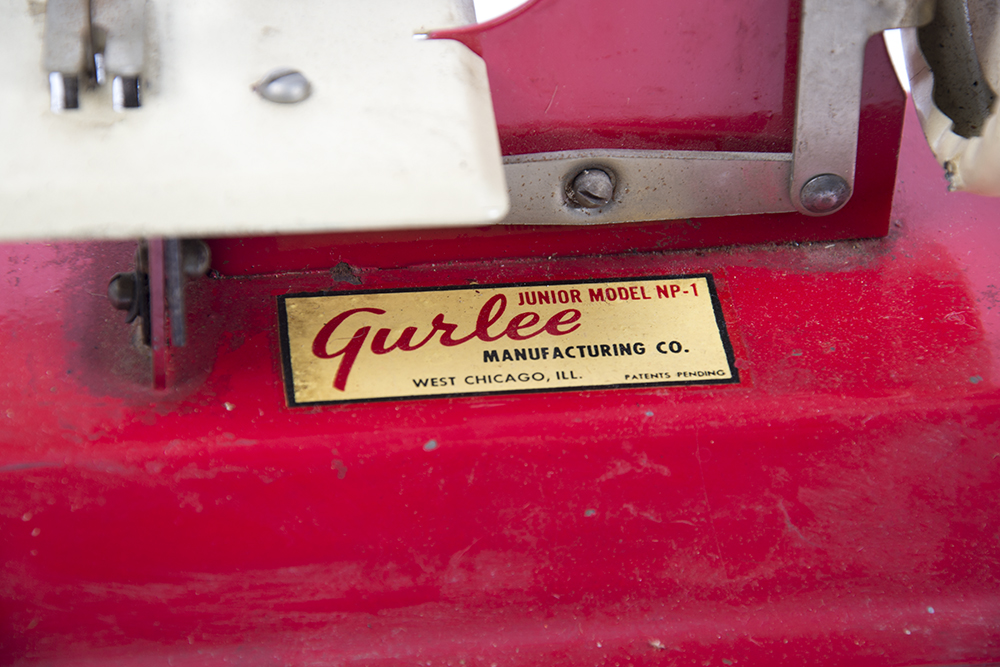 JUNIOR MODEL NP-1
Gurlee
MANUFACTURING CO.
WEST CHICAGO, ILL. PATENTS PENDING